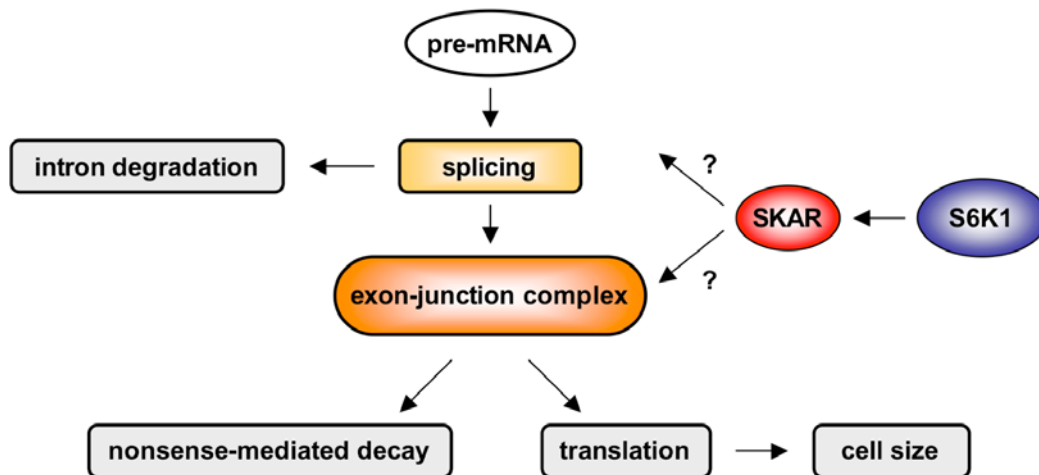 pre-mRNA
intron degradation
splicing
?
SKAR
S6K1
?
exon-junction complex
nonsense-mediated decay
translation
cell size